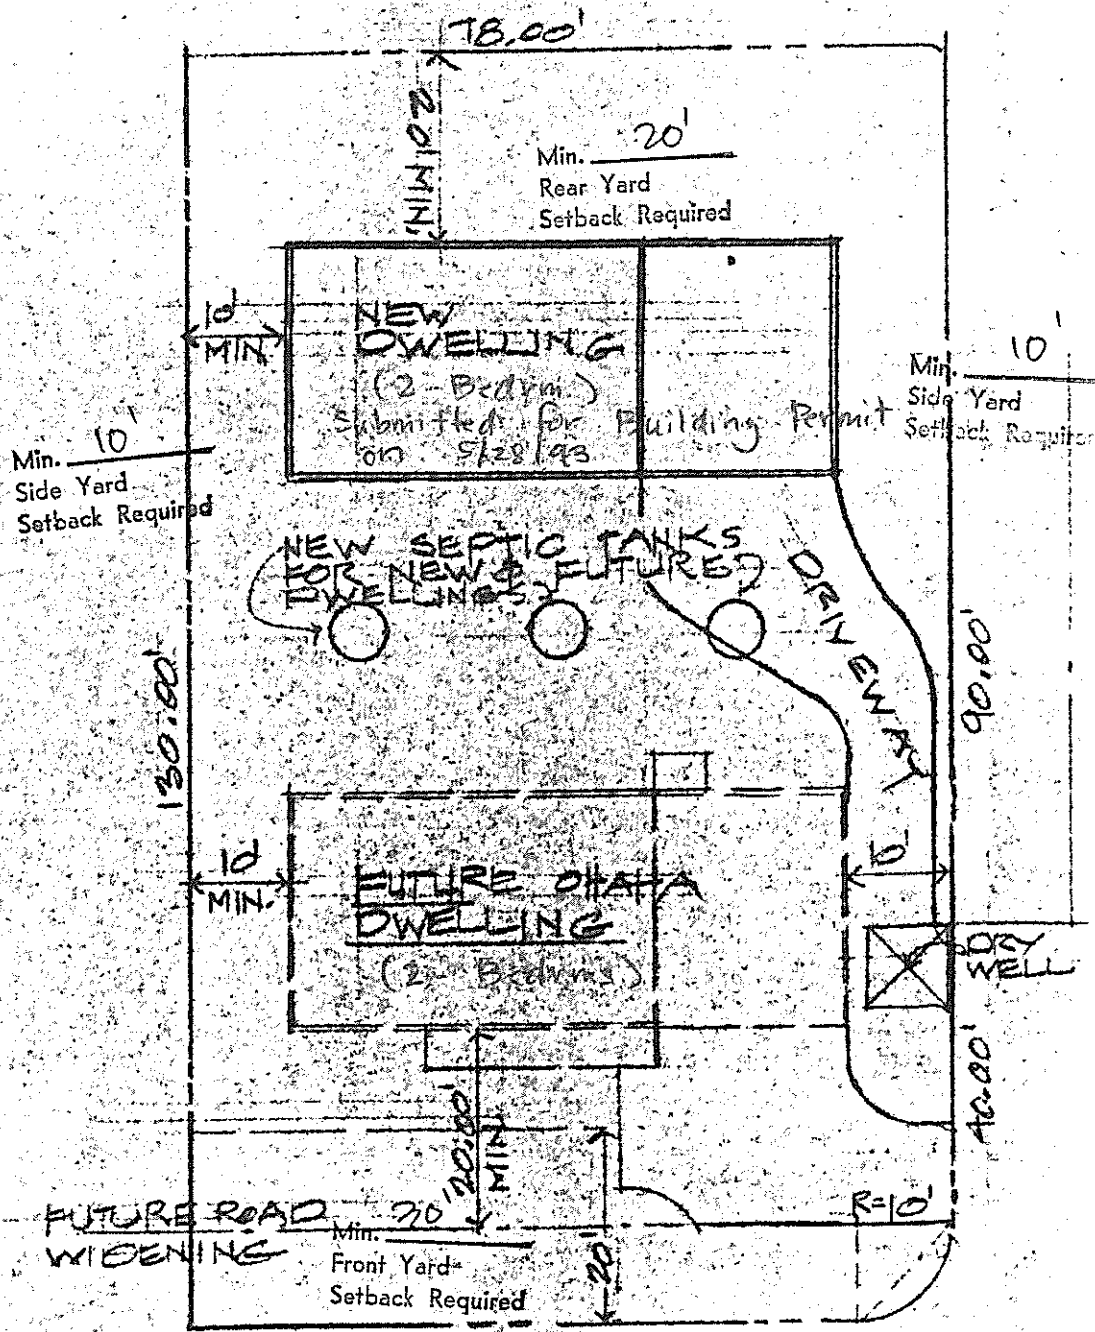 78.00'
20' MIN.
Min. 20'
Rear Yard
Setback Required
10'
MIN.
NEW
DWELLING
(2 Bedrm)
Submitted for Building Permit
on 5/28/93
Min. 10'
Side Yard
Setback Required
Min. 10'
Side Yard
Setback Required
NEW SEPTIC TANKS
FOR NEW & FUTURE
DWELLINGS
DRIVEWAY
130.00'
90.00'
10'
MIN.
FUTURE OHANA
DWELLING
(2 Bedrms)
10'
DRY
WELL
40.00'
20.00'
MIN
FUTURE ROAD
WIDENING
Min. 20'
Front Yard
Setback Required
20'
R=10'